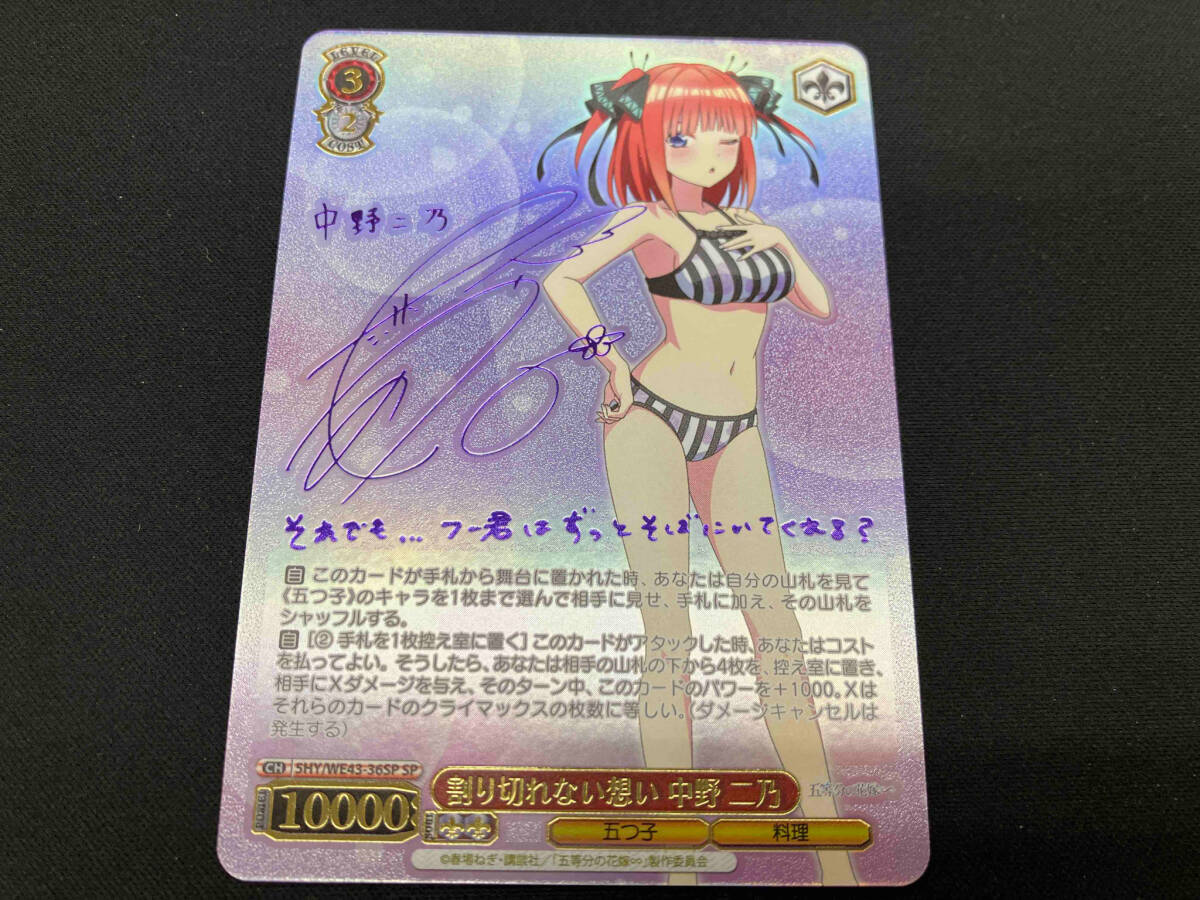 LEVEL
3
2
COST
中野二乃
それでも... フー君はずっとそばにいてくれる?
自 このカードが手札から舞台に置かれた時、あなたは自分の山札を見て
《五つ子》のキャラを1枚まで選んで相手に見せ、手札に加え、その山札を
シャッフルする。
自 [② 手札を1枚控え室に置く] このカードがアタックした時、あなたはコスト
を払ってよい。そうしたら、あなたは相手の山札の下から4枚を、控え室に置き、
相手にXダメージを与え、そのターン中、このカードのパワーを+1000。Xは
それらのカードのクライマックスの枚数に等しい。(ダメージキャンセルは
発生する)
CH 5HY/WE43-36SP SP
割り切れない想い 中野 二乃
五等分の花嫁∞
POWER 10000 SOUL
五つ子 料理
©春場ねぎ・講談社/「五等分の花嫁∞」製作委員会